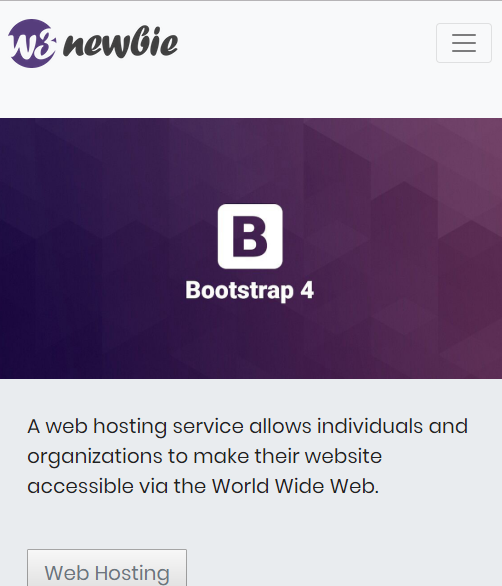 W3 newbie
B
Bootstrap 4
A web hosting service allows individuals and
organizations to make their website
accessible via the World Wide Web.
Web Hosting